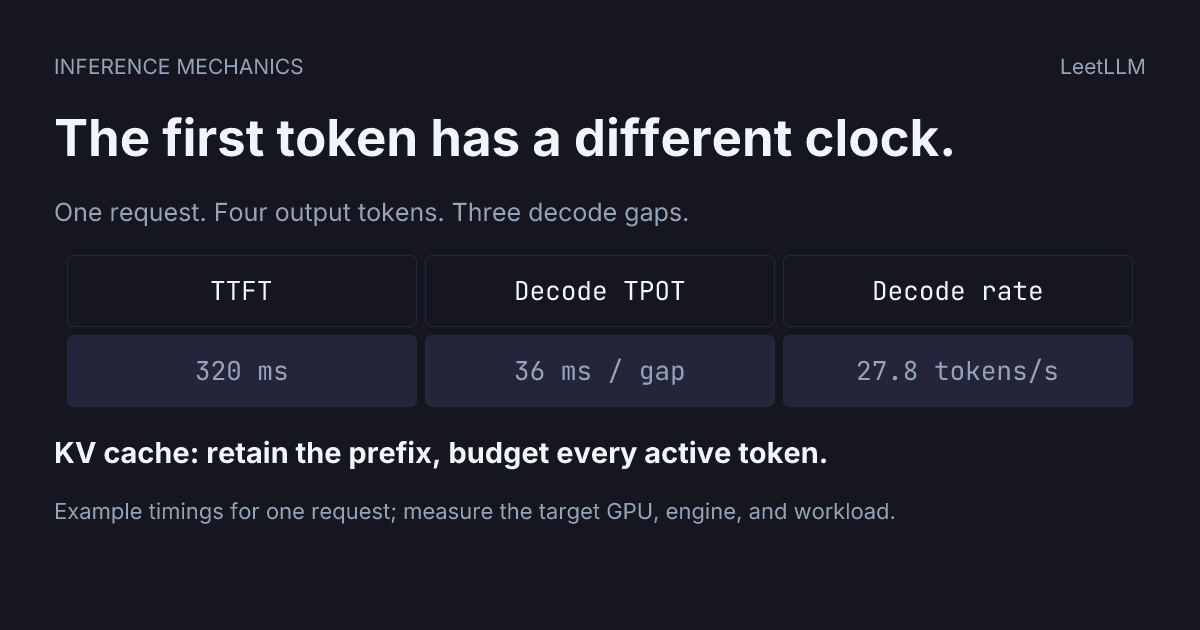 INFERENCE MECHANICS
LeetLLM
The first token has a different clock.
One request. Four output tokens. Three decode gaps.
TTFT
Decode TPOT
Decode rate
320 ms
36 ms / gap
27.8 tokens/s
KV cache: retain the prefix, budget every active token.
Example timings for one request; measure the target GPU, engine, and workload.